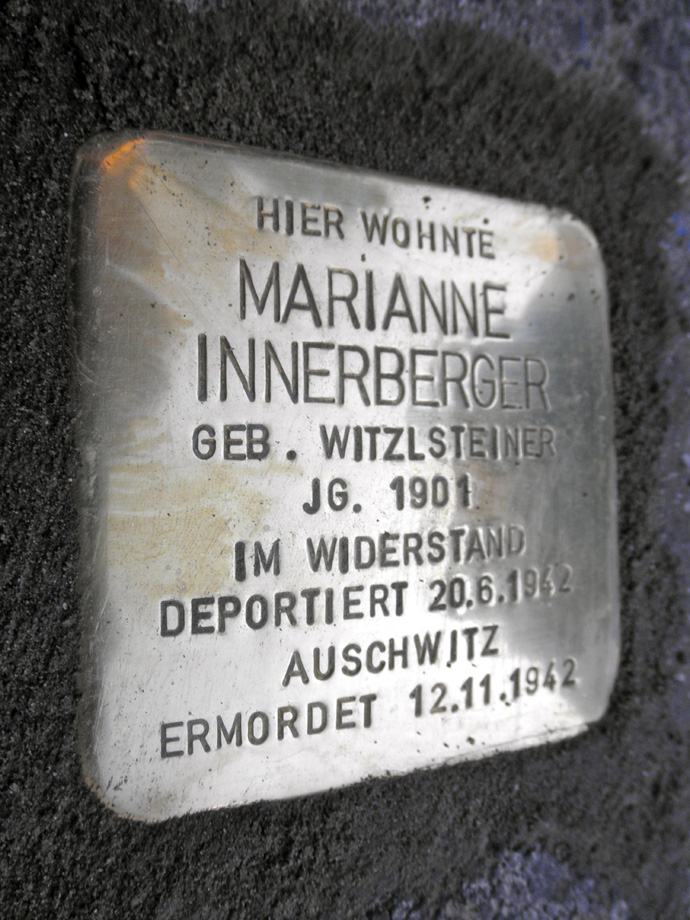 HIER WOHNTE
MARIANNE
INNERBERGER
GEB. WITZLSTEINER
JG. 1901
IM WIDERSTAND
DEPORTIERT 20.6.1942
AUSCHWITZ
ERMORDET 12.11.1942